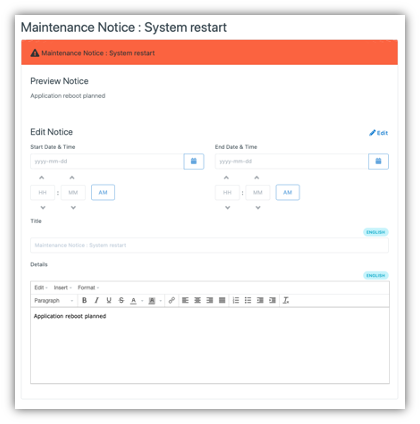 Maintenance Notice : System restart
Maintenance Notice : System restart
Preview Notice
Application reboot planned
Edit Notice
Edit
Start Date & Time
End Date & Time
yyyy-mm-dd
yyyy-mm-dd
HH : MM AM
HH : MM AM
Title
ENGLISH
Maintenance Notice : System restart
Details
ENGLISH
Edit Insert Format
Paragraph B I U S A
Application reboot planned